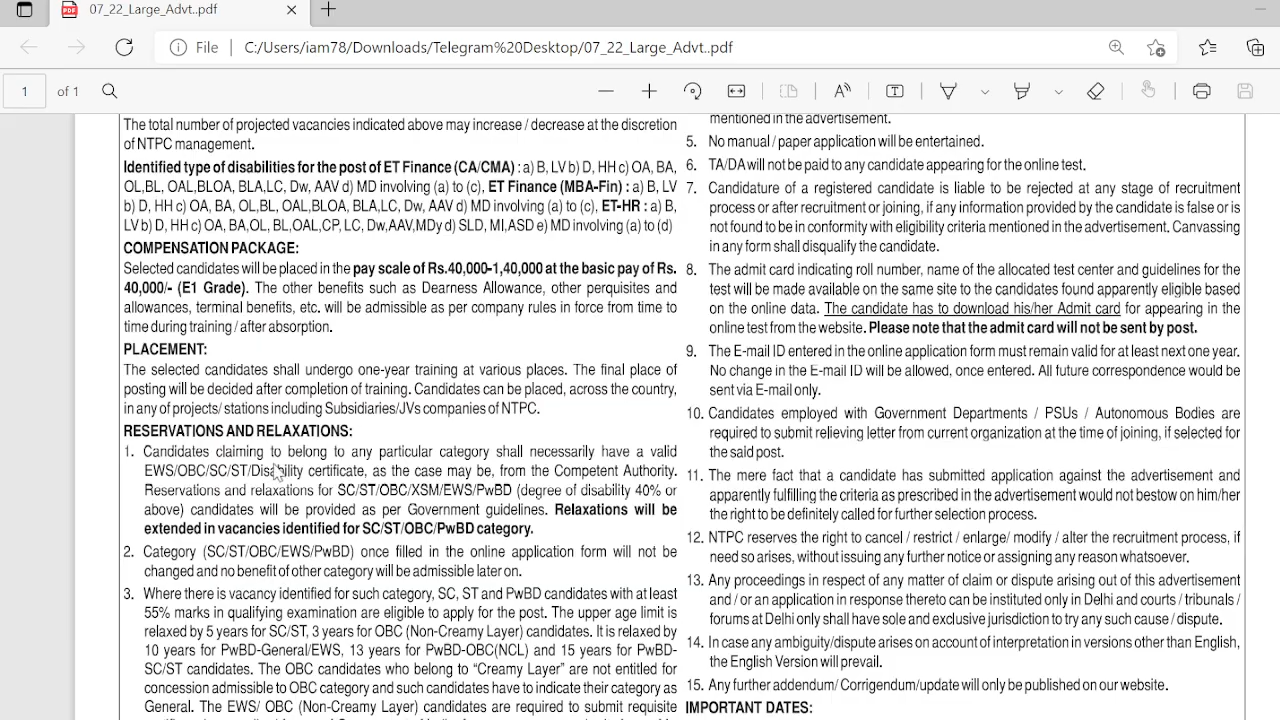 07_22_Large_Advt..pdf
File
C:/Users/iam78/Downloads/Telegram%20Desktop/07_22_Large_Advt..pdf
1 of 1
The total number of projected vacancies indicated above may increase / decrease at the discretion
of NTPC management.
Identified type of disabilities for the post of ET Finance (CA/CMA) : a) B, LV b) D, HH c) OA, BA,
OL,BL, OAL,BLOA, BLA,LC, Dw, AAV d) MD involving (a) to (c), ET Finance (MBA-Fin) : a) B, LV
b) D, HH c) OA, BA, OL,BL, OAL,BLOA, BLA,LC, Dw, AAV d) MD involving (a) to (c), ET-HR : a) B,
LV b) D, HH c) OA, BA,OL, BL,OAL,CP, LC, Dw,AAV,MDy d) SLD, MI,ASD e) MD involving (a) to (d)
COMPENSATION PACKAGE:
Selected candidates will be placed in the pay scale of Rs.40,000-1,40,000 at the basic pay of Rs.
40,000/- (E1 Grade). The other benefits such as Dearness Allowance, other perquisites and
allowances, terminal benefits, etc. will be admissible as per company rules in force from time to
time during training / after absorption.
PLACEMENT:
The selected candidates shall undergo one-year training at various places. The final place of
posting will be decided after completion of training. Candidates can be placed, across the country,
in any of projects/ stations including Subsidiaries/JVs companies of NTPC.
RESERVATIONS AND RELAXATIONS:
1. Candidates claiming to belong to any particular category shall necessarily have a valid
EWS/OBC/SC/ST/Disability certificate, as the case may be, from the Competent Authority.
Reservations and relaxations for SC/ST/OBC/XSM/EWS/PwBD (degree of disability 40% or
above) candidates will be provided as per Government guidelines. Relaxations will be
extended in vacancies identified for SC/ST/OBC/PwBD category.
2. Category (SC/ST/OBC/EWS/PwBD) once filled in the online application form will not be
changed and no benefit of other category will be admissible later on.
3. Where there is vacancy identified for such category, SC, ST and PwBD candidates with at least
55% marks in qualifying examination are eligible to apply for the post. The upper age limit is
relaxed by 5 years for SC/ST, 3 years for OBC (Non-Creamy Layer) candidates. It is relaxed by
10 years for PwBD-General/EWS, 13 years for PwBD-OBC(NCL) and 15 years for PwBD-
SC/ST candidates. The OBC candidates who belong to “Creamy Layer” are not entitled for
concession admissible to OBC category and such candidates have to indicate their category as
General. The EWS/ OBC (Non-Creamy Layer) candidates are required to submit requisite
mentioned in the advertisement.
5. No manual / paper application will be entertained.
6. TA/DA will not be paid to any candidate appearing for the online test.
7. Candidature of a registered candidate is liable to be rejected at any stage of recruitment
process or after recruitment or joining, if any information provided by the candidate is false or is
not found to be in conformity with eligibility criteria mentioned in the advertisement. Canvassing
in any form shall disqualify the candidate.
8. The admit card indicating roll number, name of the allocated test center and guidelines for the
test will be made available on the same site to the candidates found apparently eligible based
on the online data. The candidate has to download his/her Admit card for appearing in the
online test from the website. Please note that the admit card will not be sent by post.
9. The E-mail ID entered in the online application form must remain valid for at least next one year.
No change in the E-mail ID will be allowed, once entered. All future correspondence would be
sent via E-mail only.
10. Candidates employed with Government Departments / PSUs / Autonomous Bodies are
required to submit relieving letter from current organization at the time of joining, if selected for
the said post.
11. The mere fact that a candidate has submitted application against the advertisement and
apparently fulfilling the criteria as prescribed in the advertisement would not bestow on him/her
the right to be definitely called for further selection process.
12. NTPC reserves the right to cancel / restrict / enlarge/ modify / alter the recruitment process, if
need so arises, without issuing any further notice or assigning any reason whatsoever.
13. Any proceedings in respect of any matter of claim or dispute arising out of this advertisement
and / or an application in response thereto can be instituted only in Delhi and courts / tribunals /
forums at Delhi only shall have sole and exclusive jurisdiction to try any such cause / dispute.
14. In case any ambiguity/dispute arises on account of interpretation in versions other than English,
the English Version will prevail.
15. Any further addendum/ Corrigendum/update will only be published on our website.
IMPORTANT DATES: